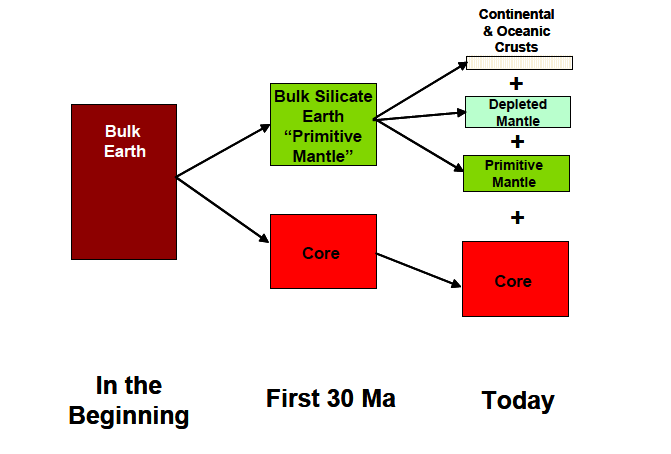 Continental
& Oceanic
Crusts
+
Bulk Silicate
Earth
“Primitive
Mantle”
Depleted
Mantle
+
Bulk
Earth
Primitive
Mantle
+
Core
Core
In the
Beginning
First 30 Ma
Today